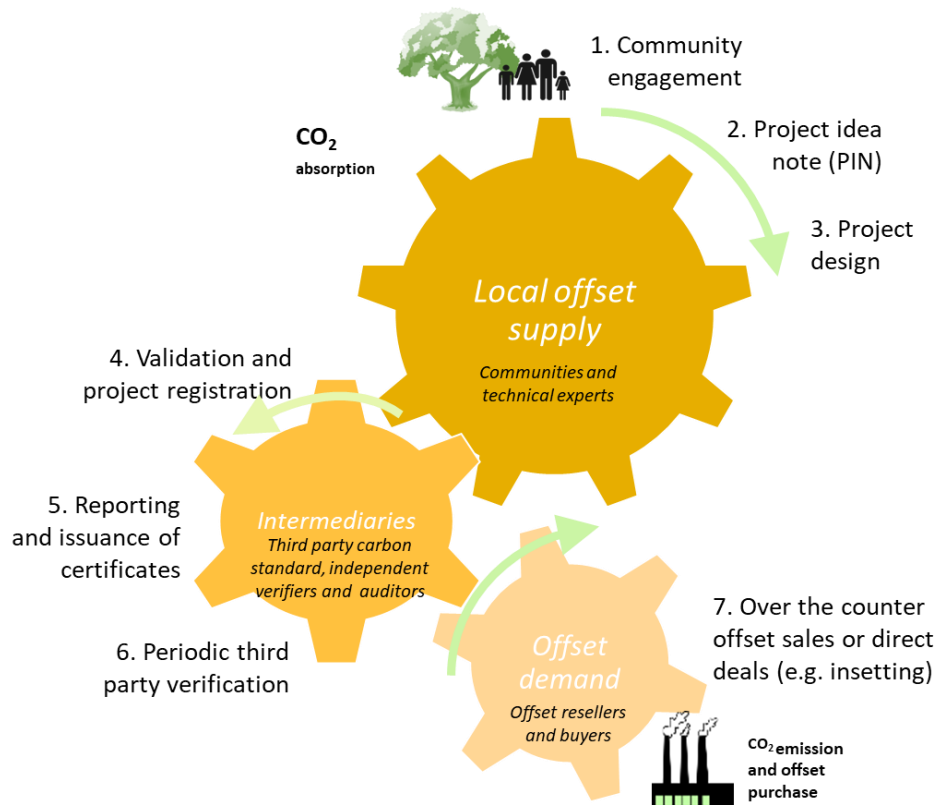 1. Community
engagement
CO2
absorption
2. Project idea
note (PIN)
3. Project
design
Local offset
supply
Communities and
technical experts
4. Validation and
project registration
5. Reporting
and issuance of
certificates
Intermediaries
Third party carbon
standard, independent
verifiers and auditors
6. Periodic third
party verification
Offset
demand
Offset resellers
and buyers
7. Over the counter
offset sales or direct
deals (e.g. insetting)
CO2 emission
and offset
purchase